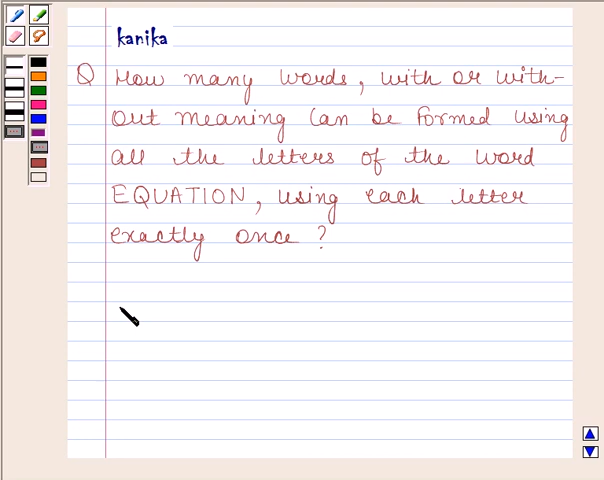 kanika
Q How many words, with or with-
out meaning can be formed using
all the letters of the word
EQUATION, using each letter
exactly once ?